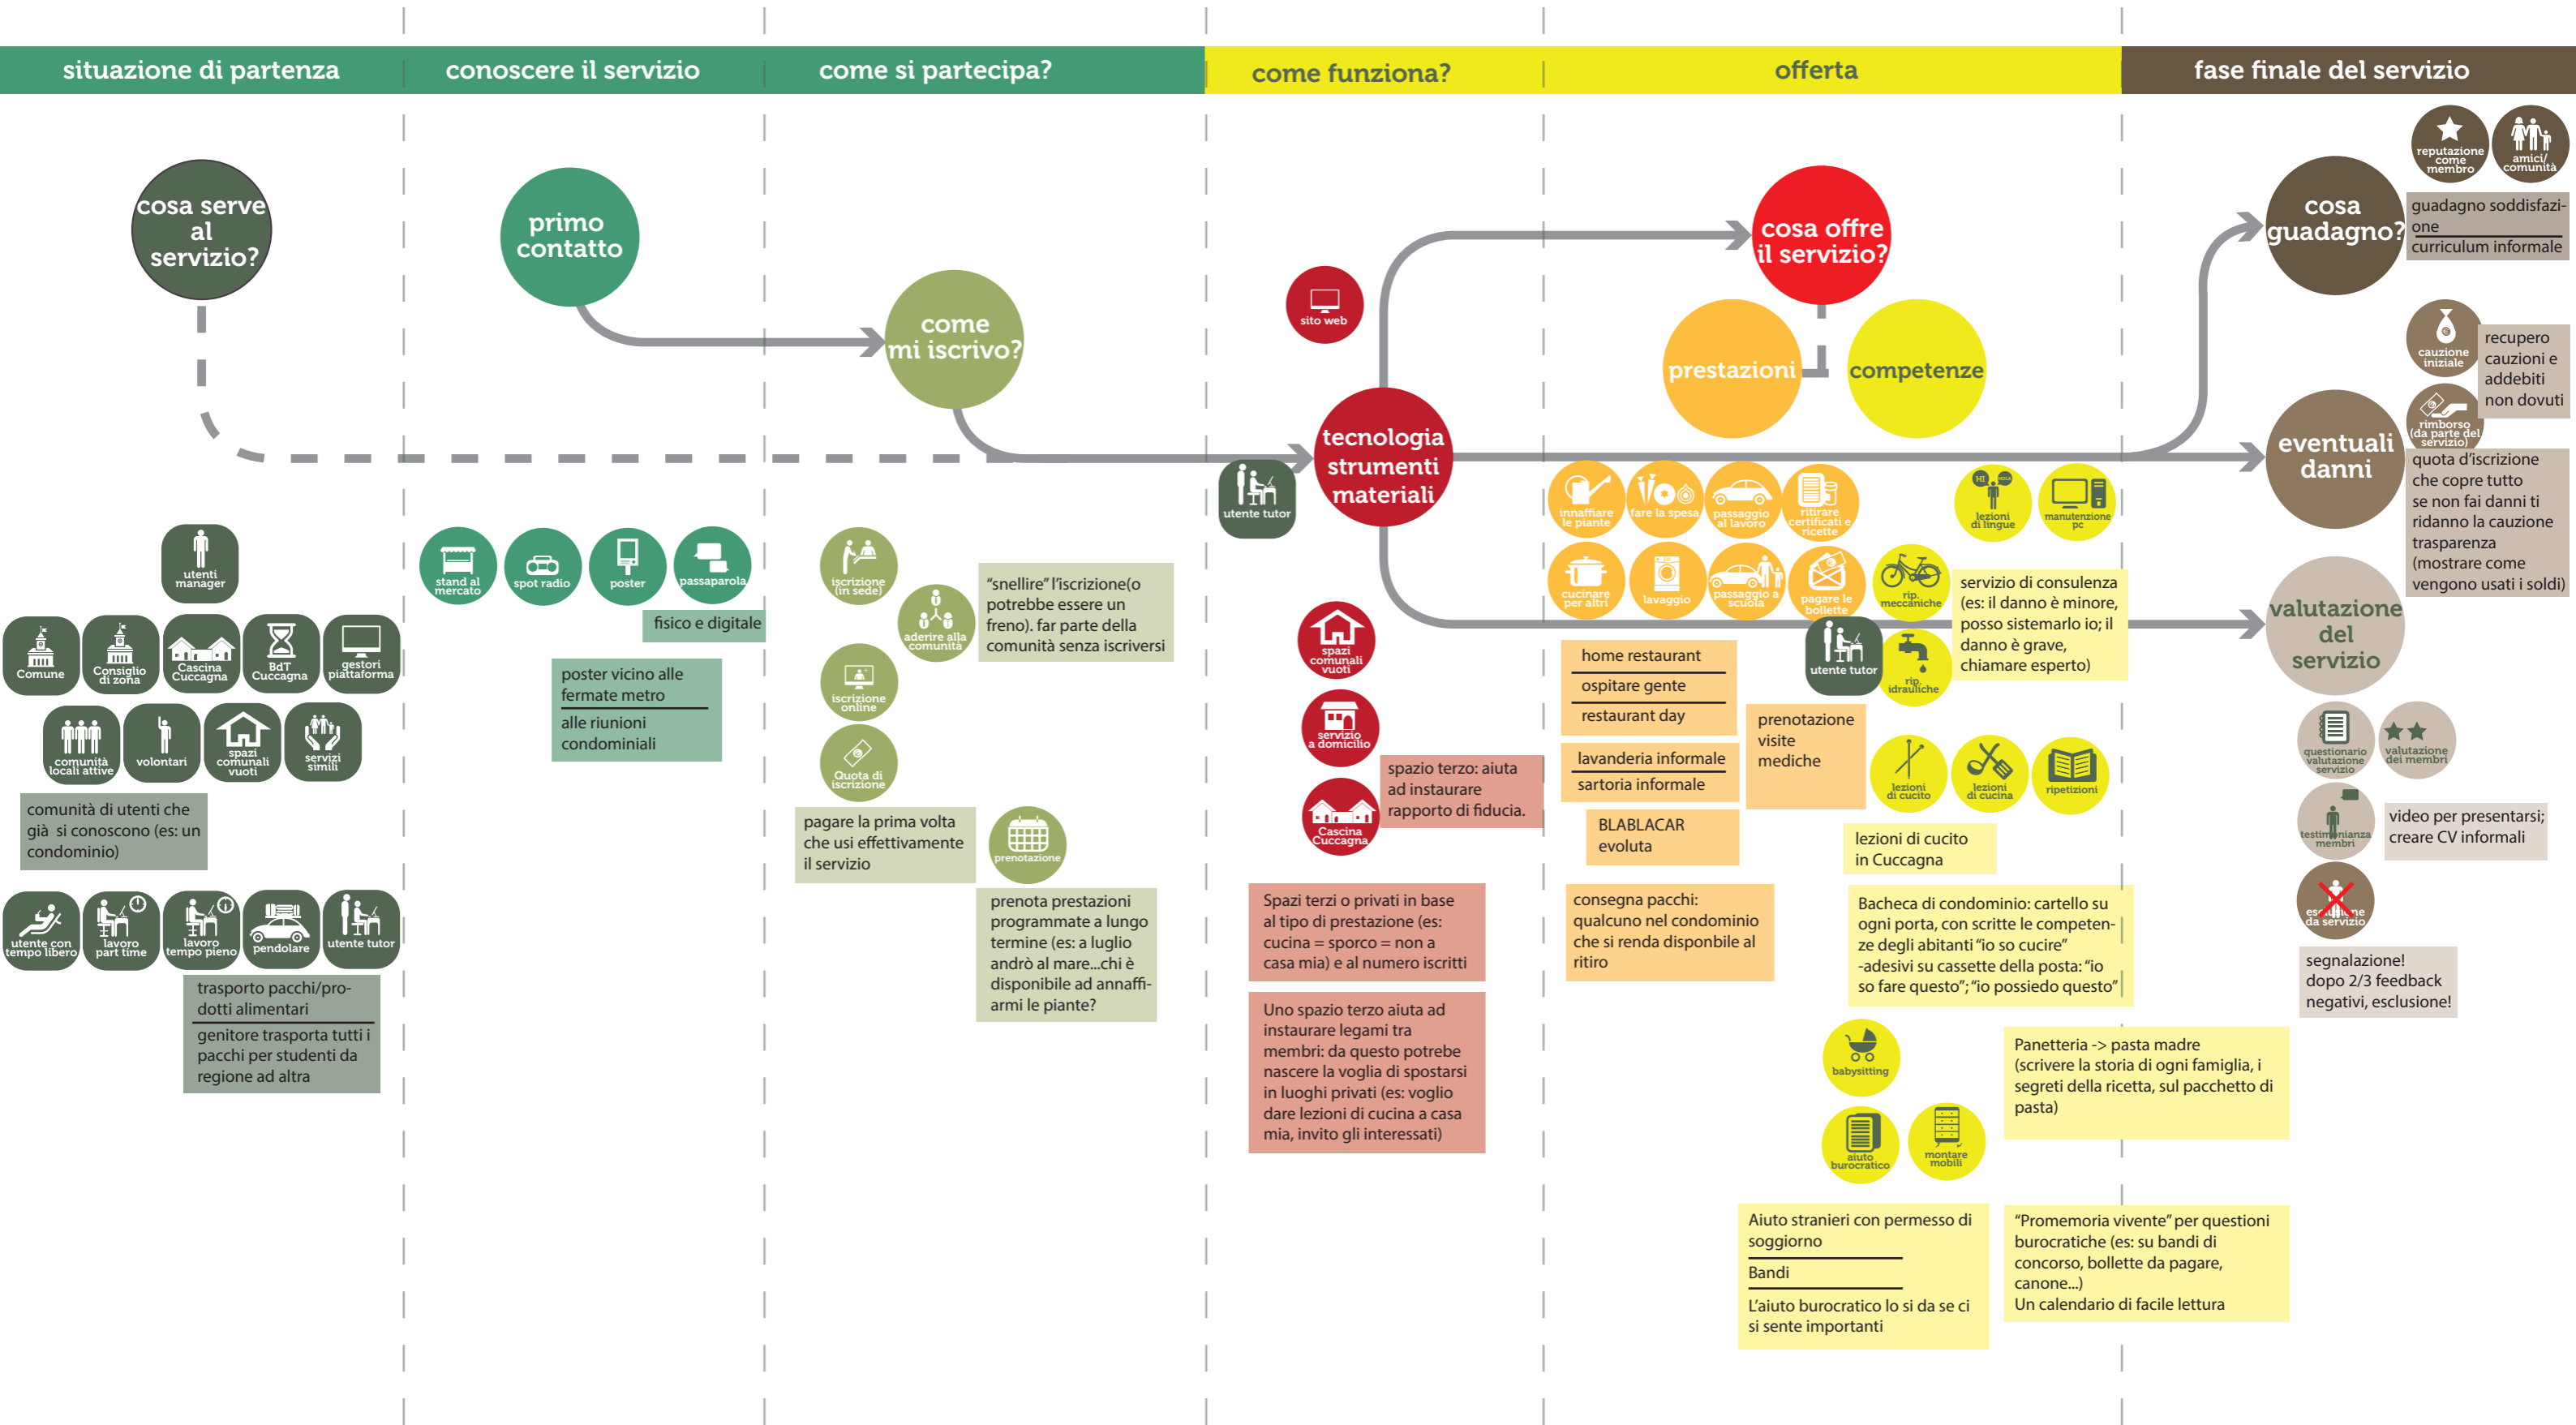 situazione di partenza
conoscere il servizio
come si partecipa?
come funziona?
offerta
fase finale del servizio
cosa serve
al
servizio?
utenti
manager
Comune
Consiglio
di zona
Cascina
Cuccagna
BdT
Cuccagna
gestori
piattaforma
comunità
locali attive
volontari
spazi
comunali
vuoti
servizi
simili
comunità di utenti che
già si conoscono (es: un
condominio)
utente con
tempo libero
lavoro
part time
lavoro
tempo pieno
pendolare
utente tutor
trasporto pacchi/pro-
dotti alimentari
genitore trasporta tutti i
pacchi per studenti da
regione ad altra
primo
contatto
stand al
mercato
spot radio
poster
passaparola
fisico e digitale
poster vicino alle
fermate metro
alle riunioni
condominiali
come
mi iscrivo?
iscrizione
(in sede)
aderire alla
comunità
"snellire" l'iscrizione(o
potrebbe essere un
freno). far parte della
comunità senza iscriversi
iscrizione
online
Quota di
iscrizione
pagare la prima volta
che usi effettivamente
il servizio
prenotazione
prenota prestazioni
programmate a lungo
termine (es: a luglio
andrò al mare...chi è
disponibile ad annaffi-
armi le piante?
sito web
tecnologia
strumenti
materiali
utente tutor
spazi
comunali
vuoti
servizio
a domicilio
Cascina
Cuccagna
spazio terzo: aiuta
ad instaurare
rapporto di fiducia.
Spazi terzi o privati in base
al tipo di prestazione (es:
cucina = sporco = non a
casa mia) e al numero iscritti
Uno spazio terzo aiuta ad
instaurare legami tra
membri: da questo potrebe
nascere la voglia di spostarsi
in luoghi privati (es: voglio
dare lezioni di cucina a casa
mia, invito gli interessati)
cosa offre
il servizio?
prestazioni
competenze
innaffiare
le piante
fare la spesa
passaggio
al lavoro
ritirare
certificati e
ricette
cucinare
per altri
lavaggio
passaggio a
scuola
pagare le
bollette
HI
HOLA
lezioni
di lingue
manutenzione
pc
rip.
meccaniche
servizio di consulenza
(es: il danno è minore,
posso sistemarlo io; il
danno è grave,
chiamare esperto)
utente tutor
rip.
idrauliche
home restaurant
ospitare gente
restaurant day
lavanderia informale
sartoria informale
prenotazione
visite
mediche
BLABLACAR
evoluta
consegna pacchi:
qualcuno nel condominio
che si renda disponbile al
ritiro
lezioni
di cucito
lezioni
di cucina
ripetizioni
lezioni di cucito
in Cuccagna
Bacheca di condominio: cartello su
ogni porta, con scritte le competen-
ze degli abitanti "io so cucire"
-adesivi su cassette della posta: "io
so fare questo"; "io possiedo questo"
babysitting
aiuto
burocratico
montare
mobili
Panetteria -> pasta madre
(scrivere la storia di ogni famiglia, i
segreti della ricetta, sul pacchetto di
pasta)
Aiuto stranieri con permesso di
soggiorno
Bandi
L'aiuto burocratico lo si da se ci
si sente importanti
"Promemoria vivente" per questioni
burocratiche (es: su bandi di
concorso, bollette da pagare,
canone...)
Un calendario di facile lettura
reputazione
come
membro
amici/
comunità
cosa
guadagno?
guadagno soddisfazi-
one
curriculum informale
cauzione
iniziale
recupero
cauzioni e
addebiti
non dovuti
rimborso
(da parte del
servizio)
eventuali
danni
quota d'iscrizione
che copre tutto
se non fai danni ti
ridanno la cauzione
trasparenza
(mostrare come
vengono usati i soldi)
valutazione
del
servizio
questionario
valutazione
servizio
valutazione
dei membri
testimonianza
membri
video per presentarsi;
creare CV informali
esclusione
da servizio
segnalazione!
dopo 2/3 feedback
negativi, esclusione!